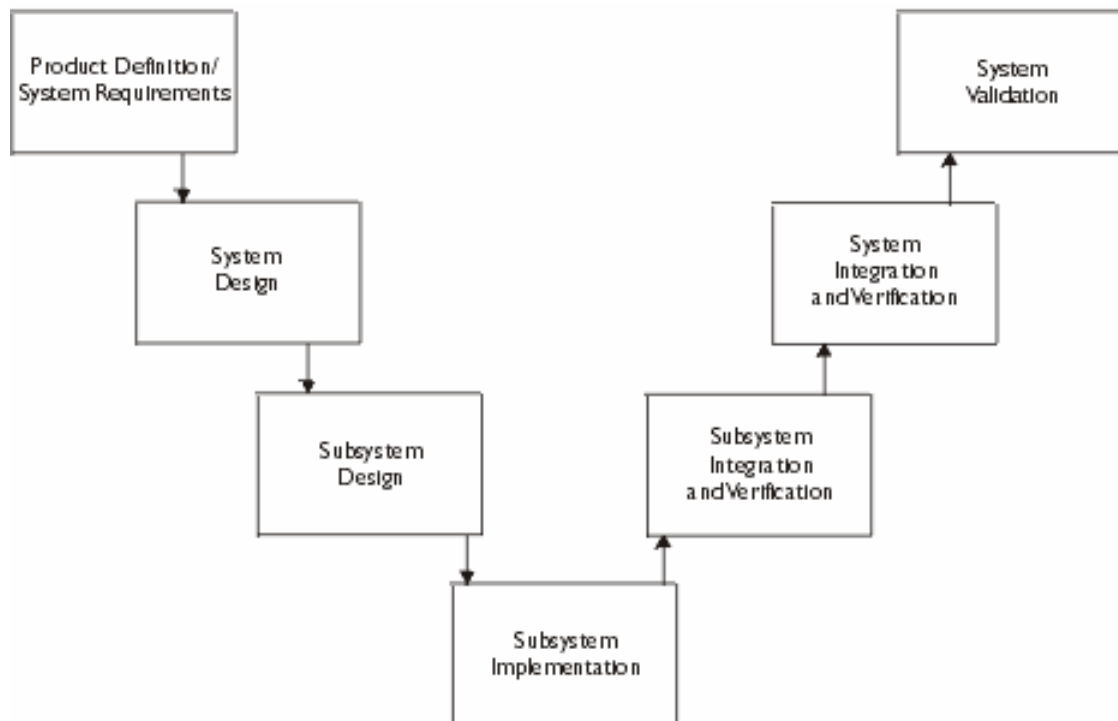 Product Definition/
System Requirements
System
Validation
System
Design
System
Integration
and Verification
Subsystem
Design
Subsystem
Integration
and Verification
Subsystem
Implementation